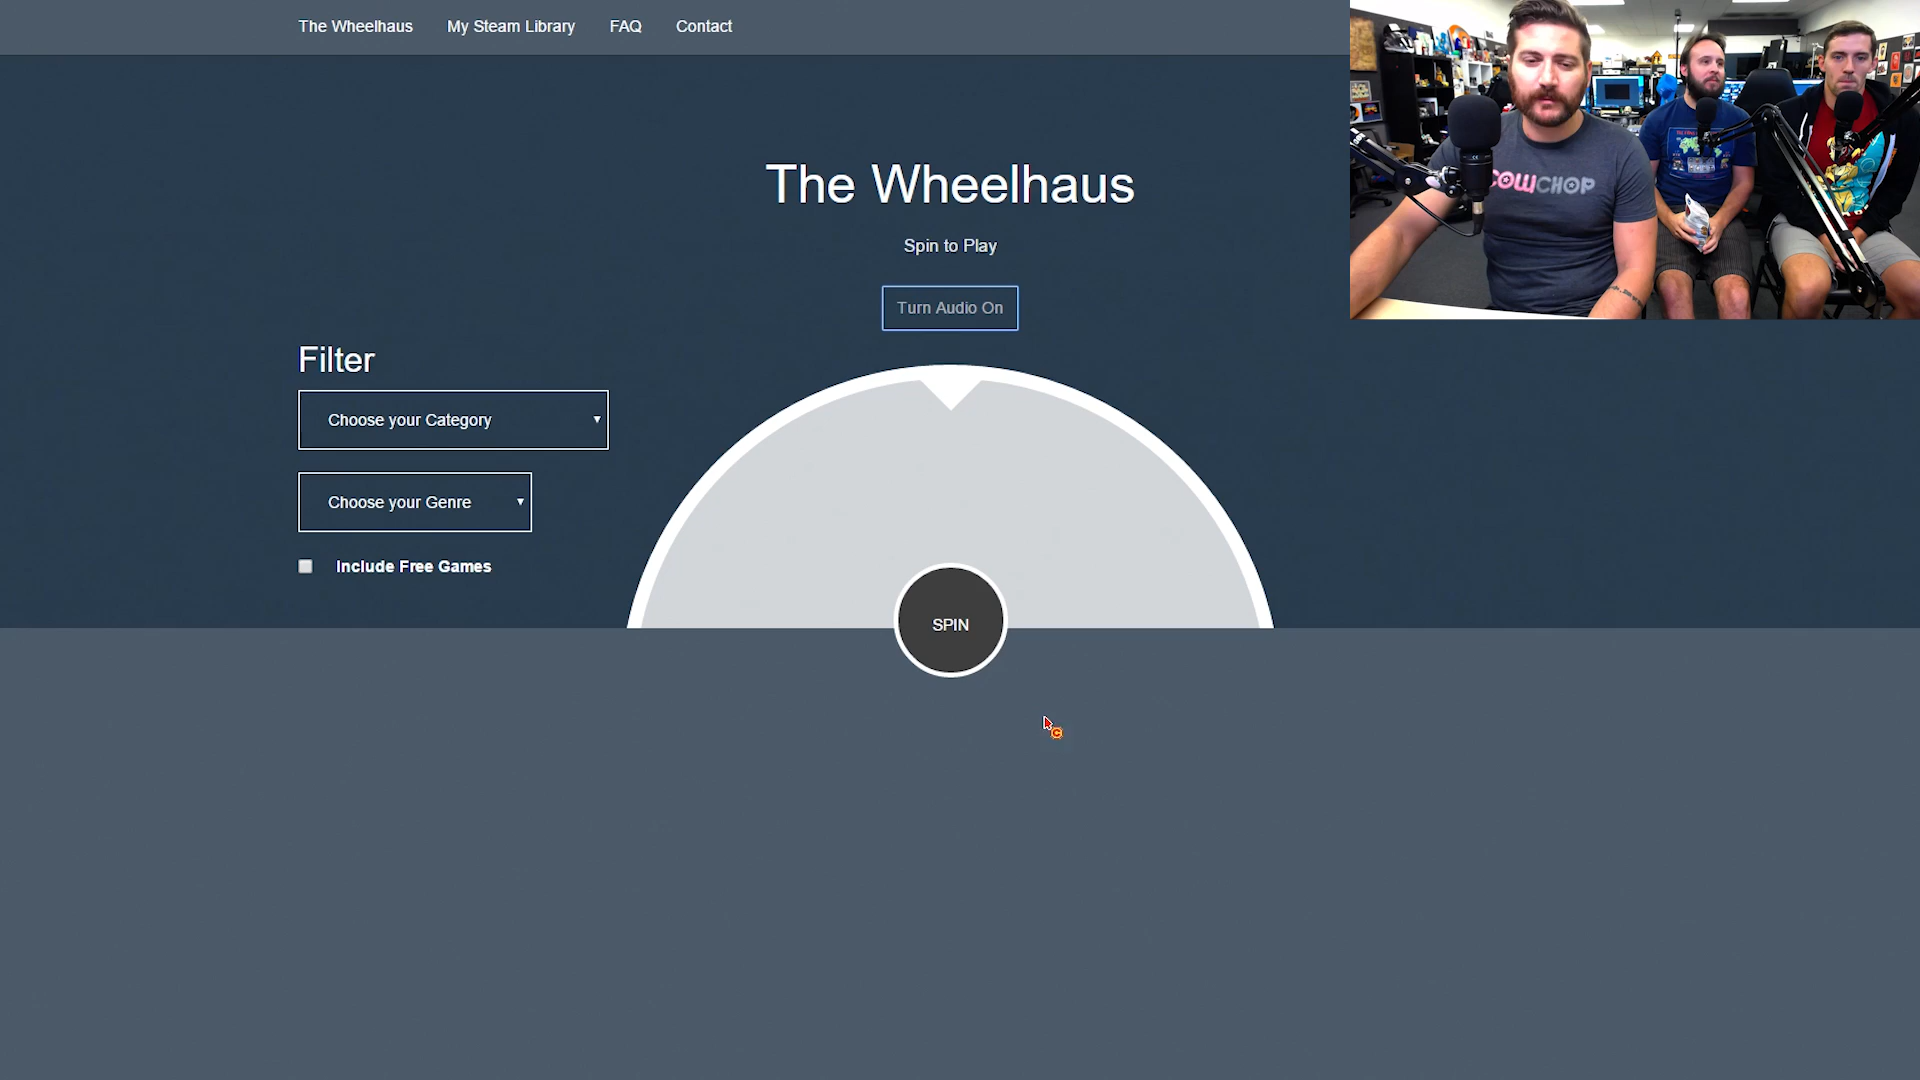 The Wheelhaus
My Steam Library
FAQ
Contact
The Wheelhaus
Spin to Play
Turn Audio On
Filter
Choose your Category
Choose your Genre
Include Free Games
SPIN
COWCHOP